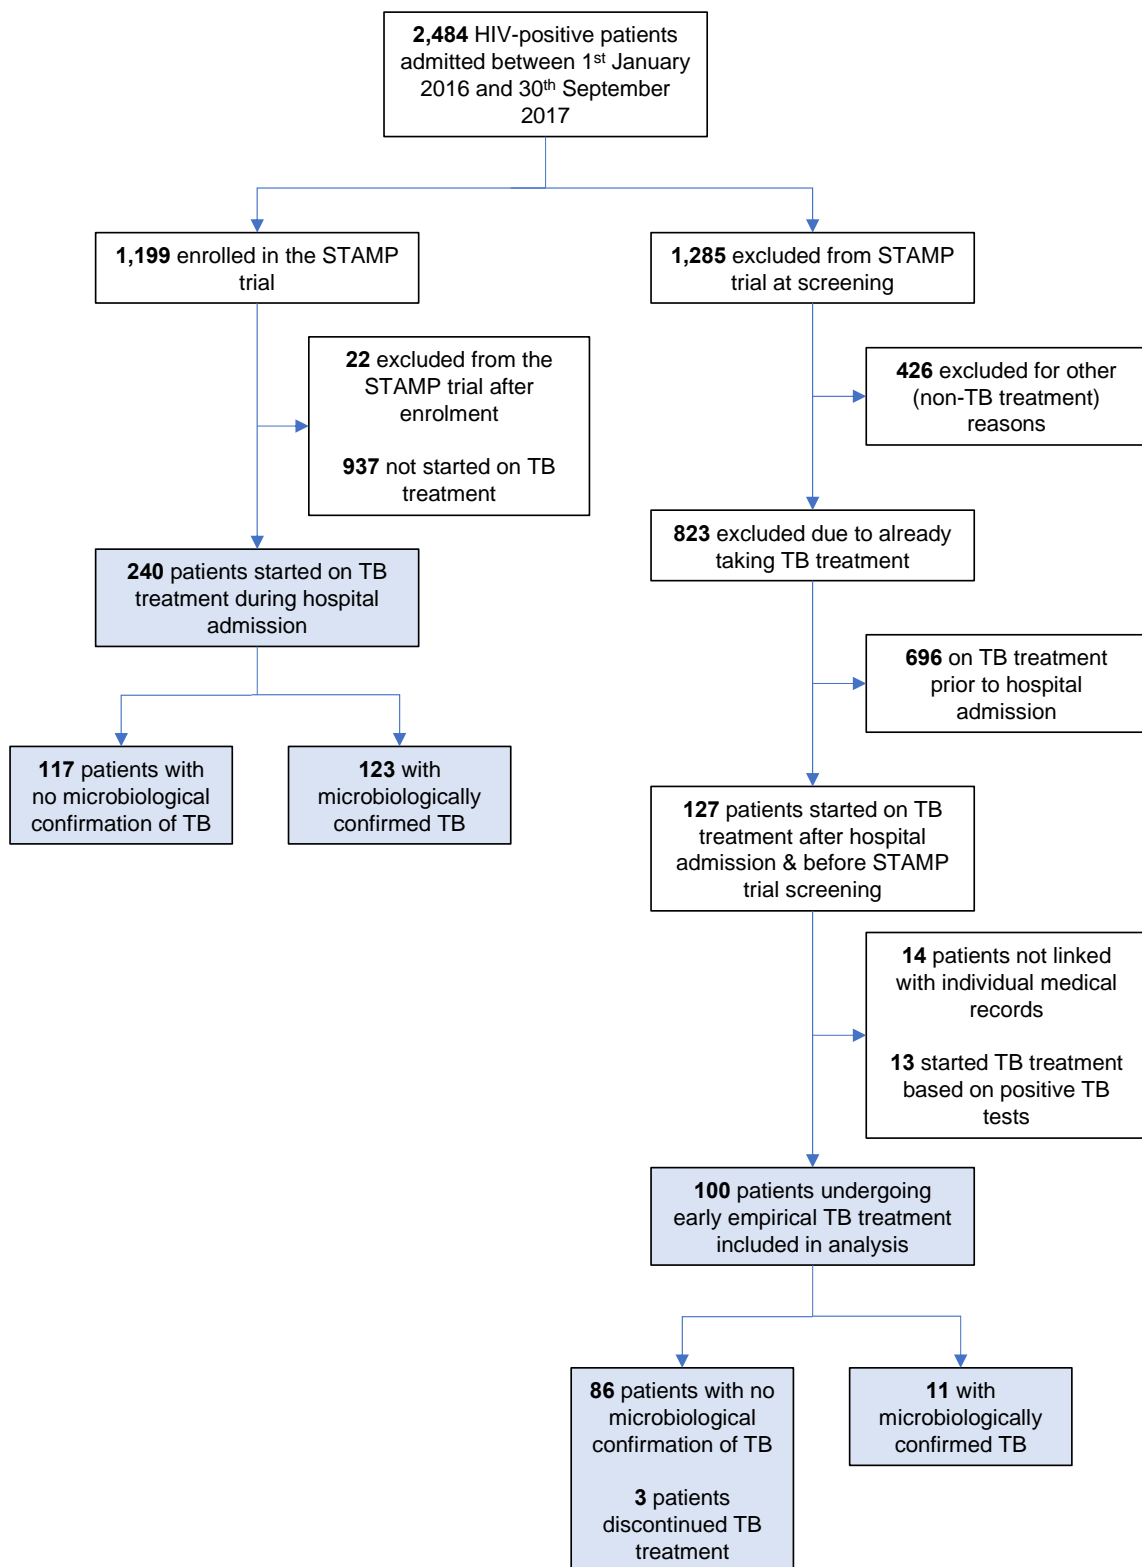 2,484 HIV-positive patients
admitted between 1st January
2016 and 30th September
2017
1,199 enrolled in the STAMP
trial
1,285 excluded from STAMP
trial at screening
22 excluded from the
STAMP trial after
enrolment
937 not started on TB
treatment
426 excluded for other
(non-TB treatment)
reasons
823 excluded due to already
taking TB treatment
240 patients started on TB
treatment during hospital
admission
696 on TB treatment
prior to hospital
admission
117 patients with
no microbiological
confirmation of TB
123 with
microbiologically
confirmed TB
127 patients started on TB
treatment after hospital
admission & before STAMP
trial screening
14 patients not linked
with individual medical
records
13 started TB treatment
based on positive TB
tests
100 patients undergoing
early empirical TB treatment
included in analysis
86 patients with no
microbiological
confirmation of TB
3 patients
discontinued TB
treatment
11 with
microbiologically
confirmed TB